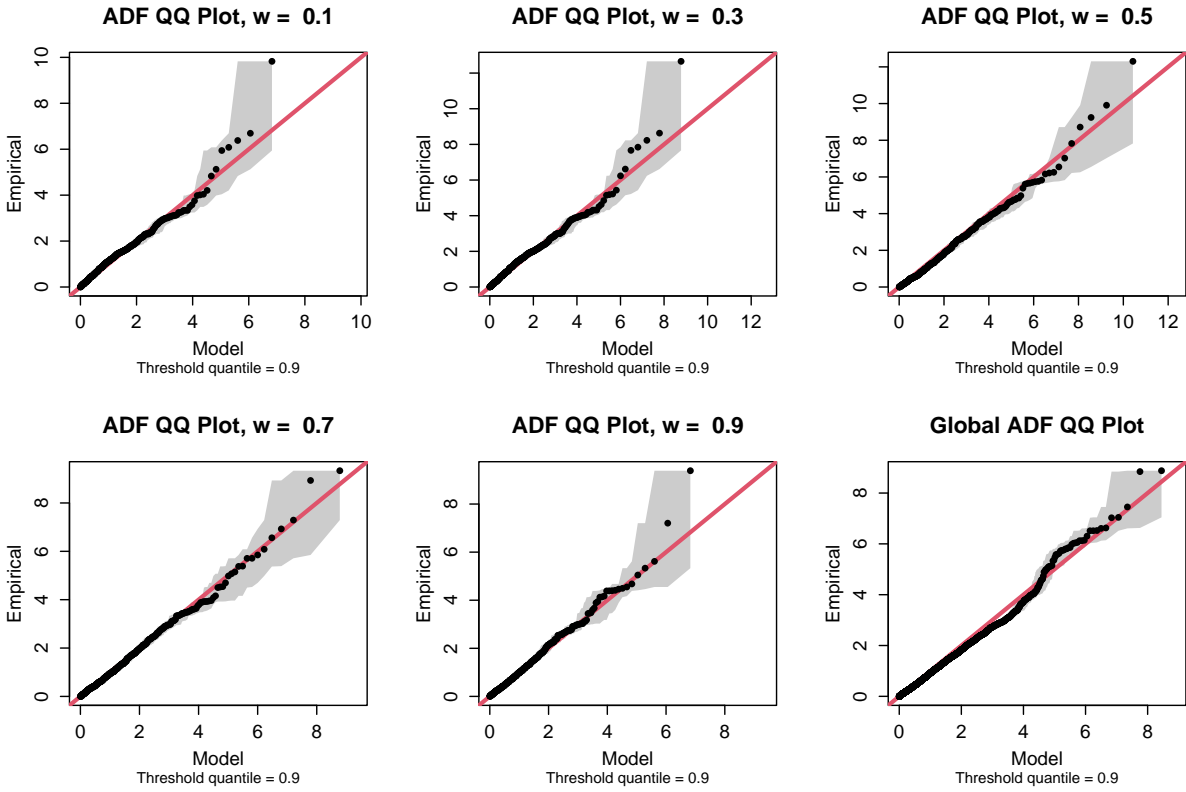 ADF QQ Plot, w = 0.1
10
8
6
4
2
0
Empirical
0 2 4 6 8 10
Model
Threshold quantile = 0.9
ADF QQ Plot, w = 0.3
12
10
8
6
4
2
0
Empirical
0 2 4 6 8 10 12
Model
Threshold quantile = 0.9
ADF QQ Plot, w = 0.5
10
8
6
4
2
0
Empirical
0 2 4 6 8 10 12
Model
Threshold quantile = 0.9
ADF QQ Plot, w = 0.7
8
6
4
2
0
Empirical
0 2 4 6 8
Model
Threshold quantile = 0.9
ADF QQ Plot, w = 0.9
8
6
4
2
0
Empirical
0 2 4 6 8
Model
Threshold quantile = 0.9
Global ADF QQ Plot
8
6
4
2
0
Empirical
0 2 4 6 8
Model
Threshold quantile = 0.9